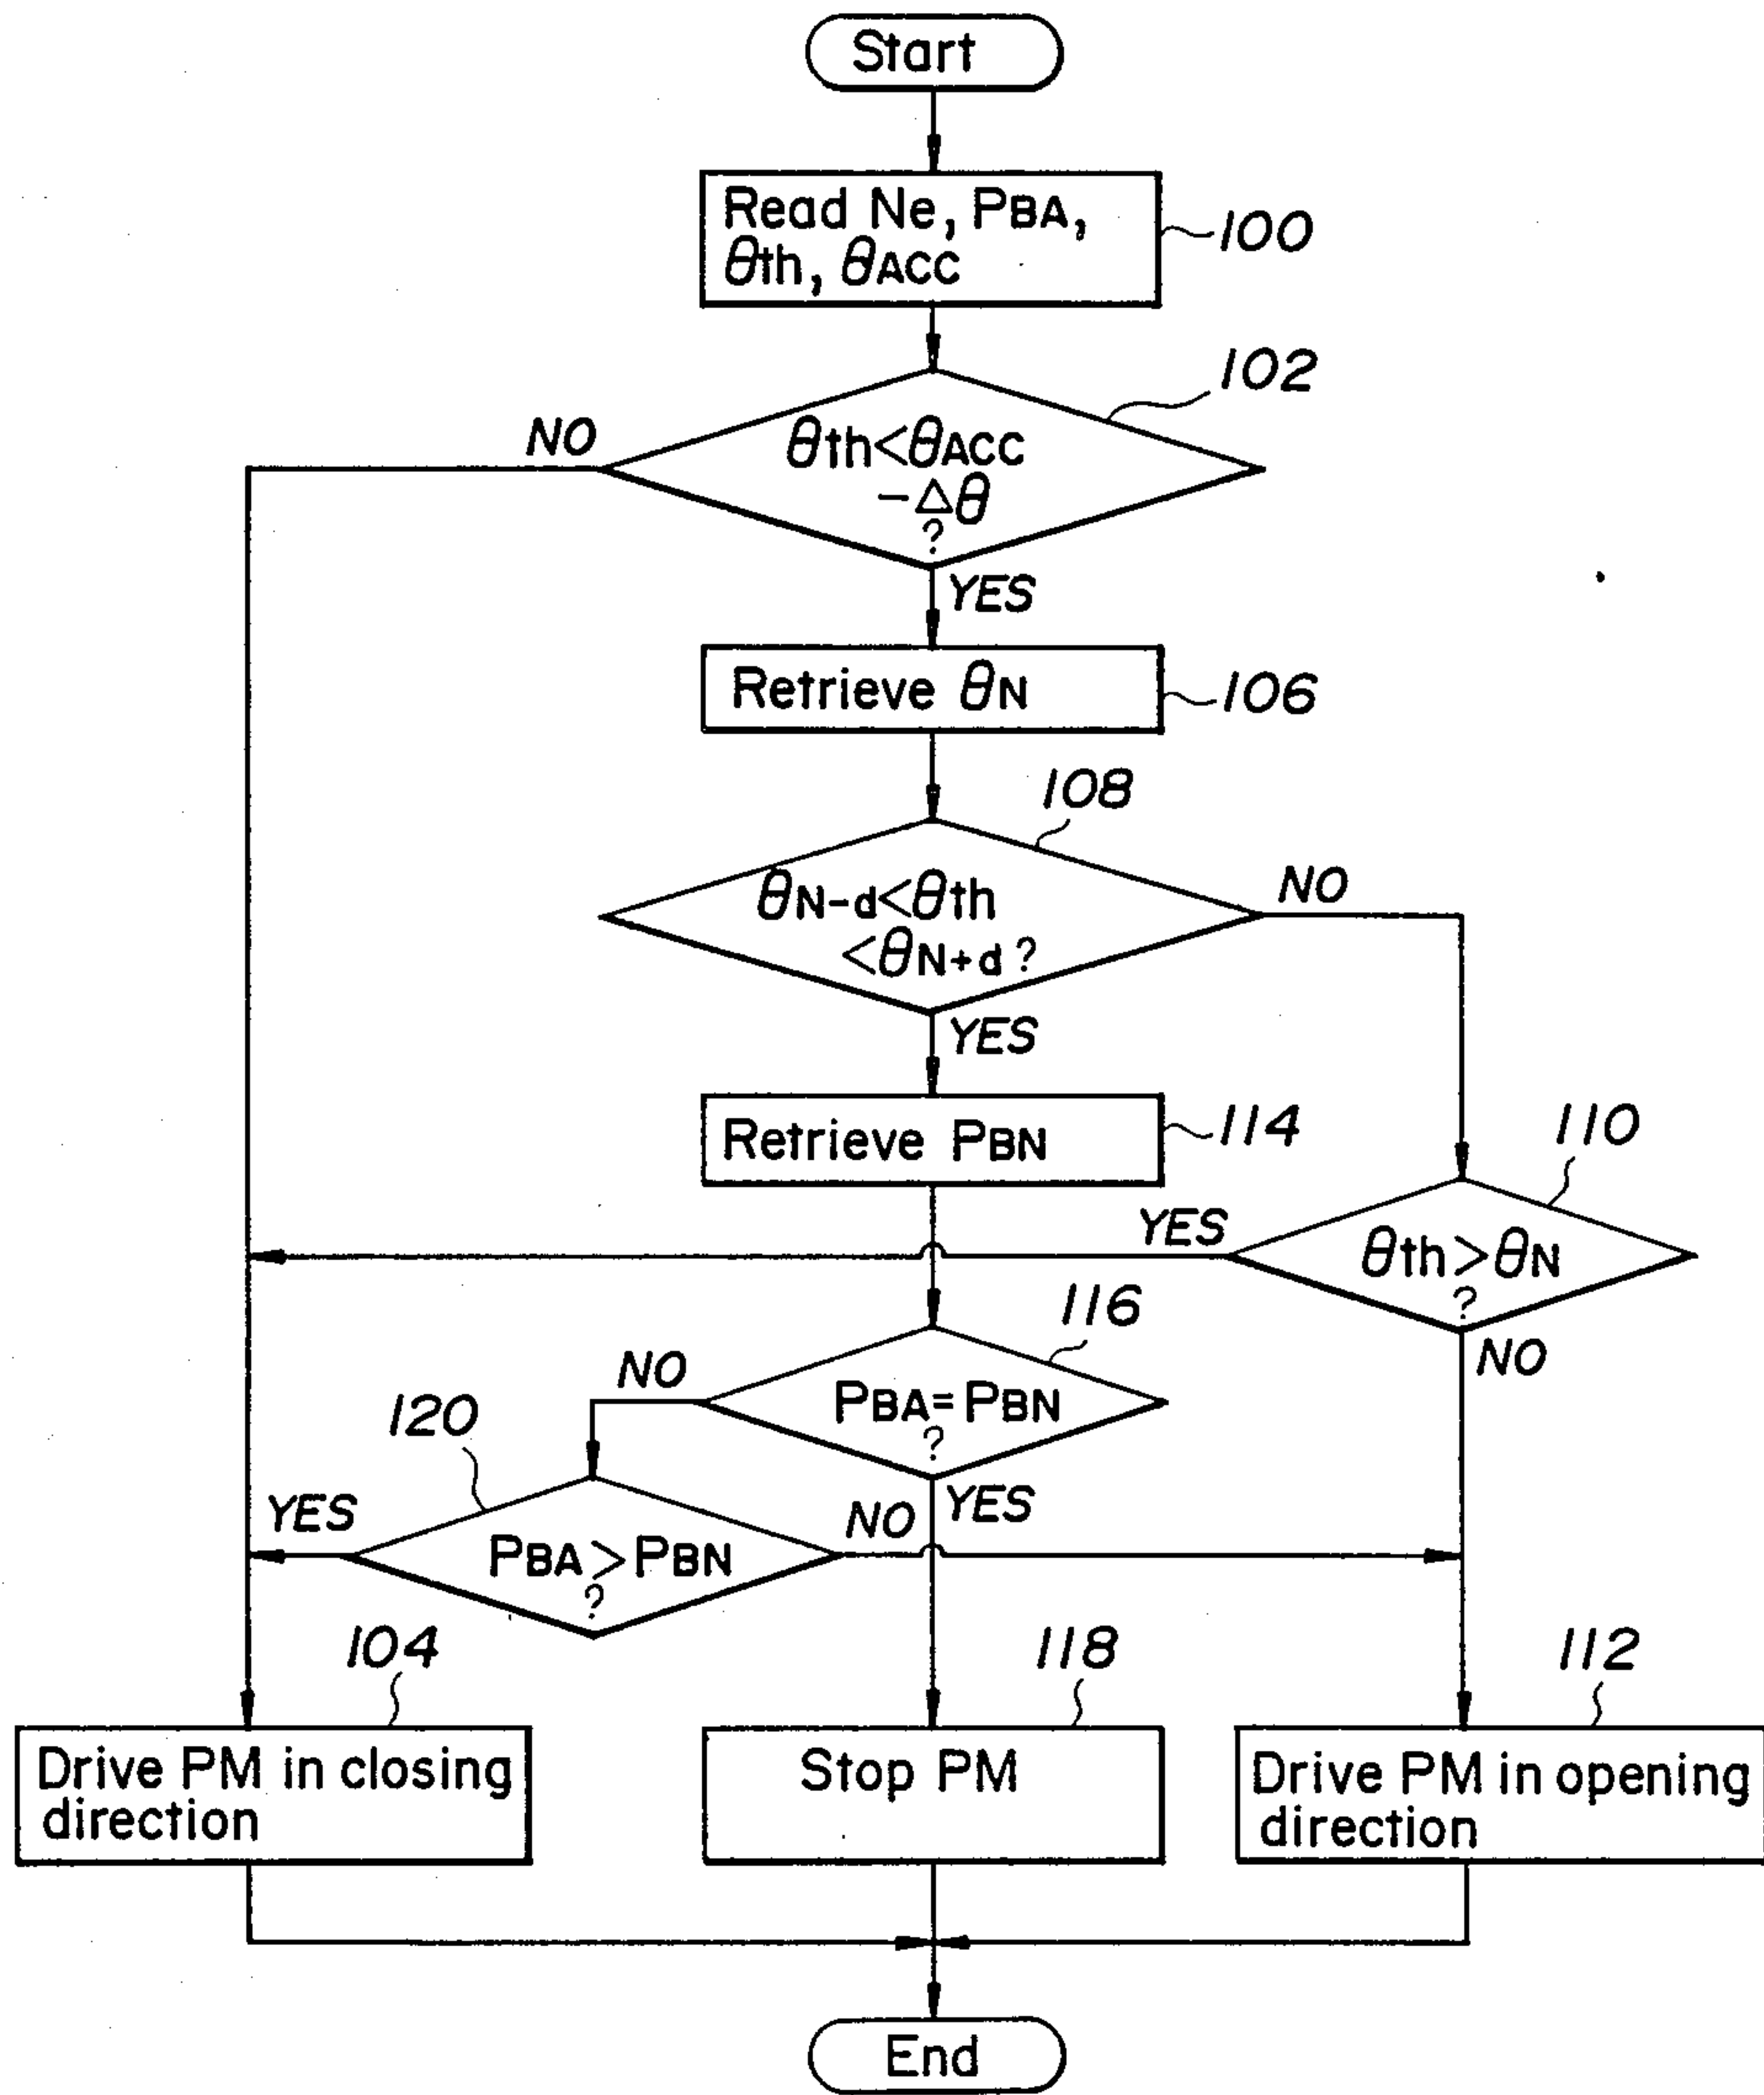 Start
Read Ne, PBA,
θth, θACC
100
102
NO
θth<θACC
-△θ
?
YES
Retrieve θN
106
108
NO
θN-d<θth
<θN+d ?
YES
Retrieve PBN
114
110
YES
θth>θN
?
NO
116
NO
PBA=PBN
?
YES
120
YES
NO
PBA>PBN
?
104
118
112
Drive PM in closing
direction
Stop PM
Drive PM in opening
direction
End